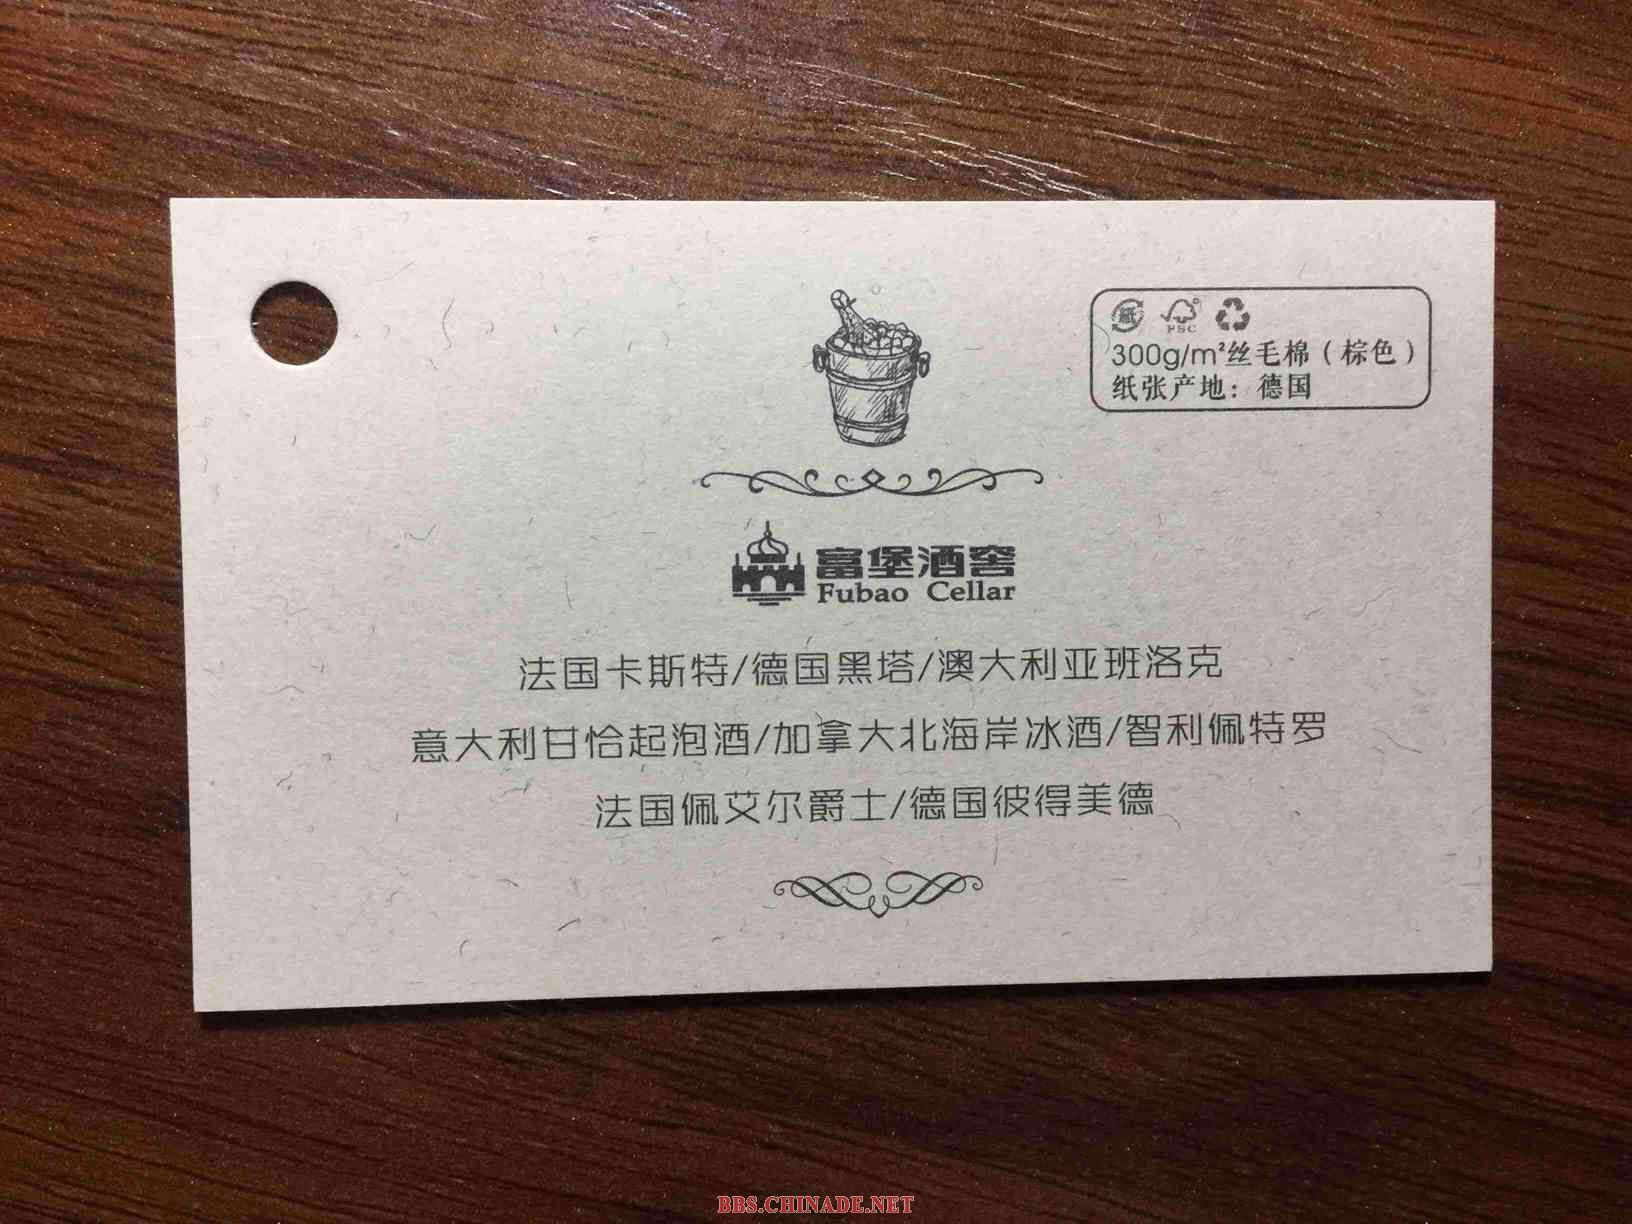 紙 FSC
300g/m²丝毛棉（棕色）
纸张产地：德国
富堡酒窖
Fubao Cellar
法国卡斯特/德国黑塔/澳大利亚班洛克
意大利甘恰起泡酒/加拿大北海岸冰酒/智利佩特罗
法国佩艾尔爵士/德国彼得美德
BBS.CHINADE.NET